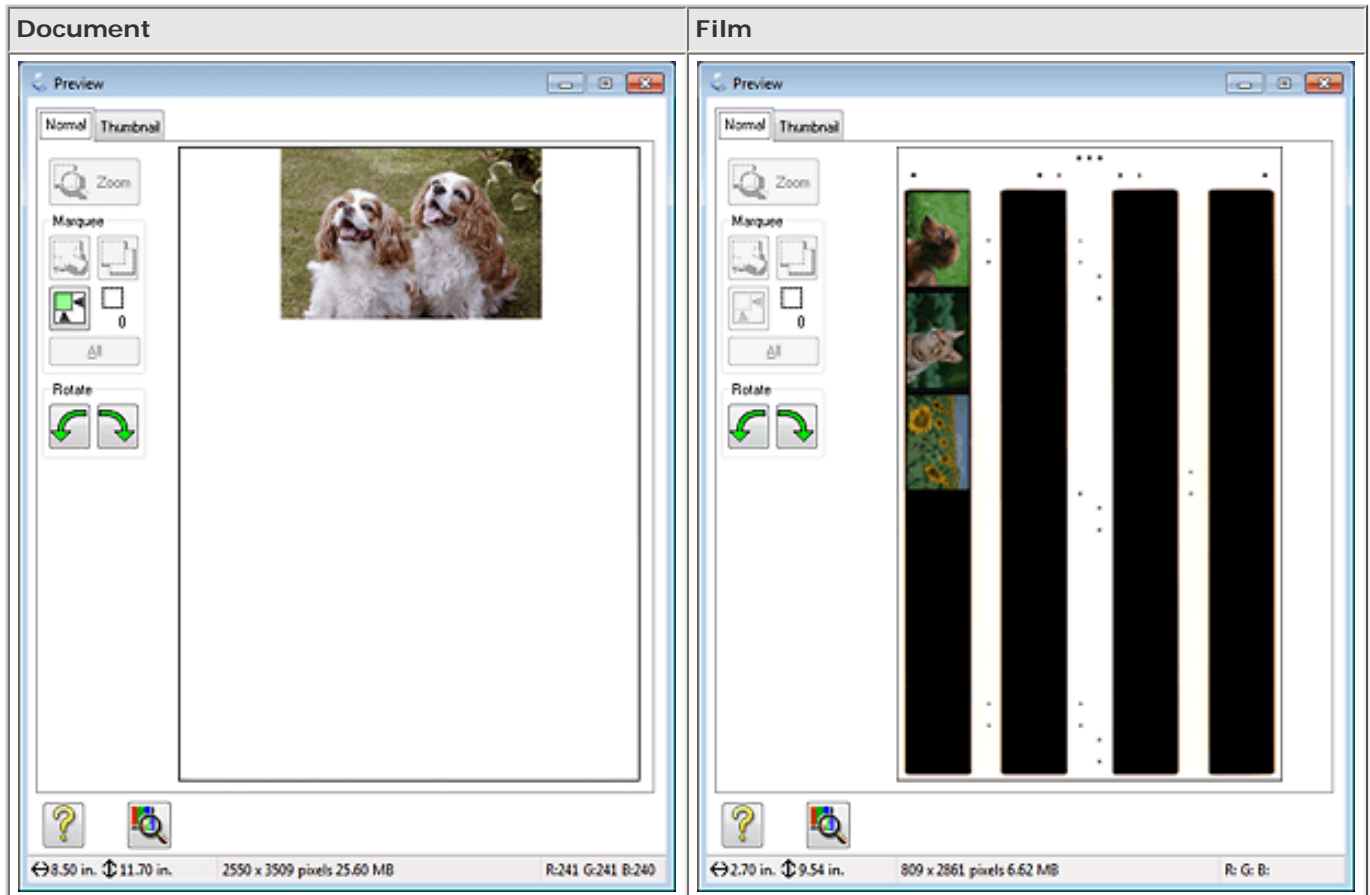 Document
Film
Preview
Normal Thumbnail
Zoom
Marquee
0
All
Rotate
8.50 in. 11.70 in. 2550 x 3509 pixels 25.60 MB R:241 G:241 B:240
Preview
Normal Thumbnail
Zoom
Marquee
0
All
Rotate
2.70 in. 9.54 in. 809 x 2861 pixels 6.62 MB R: G: B: